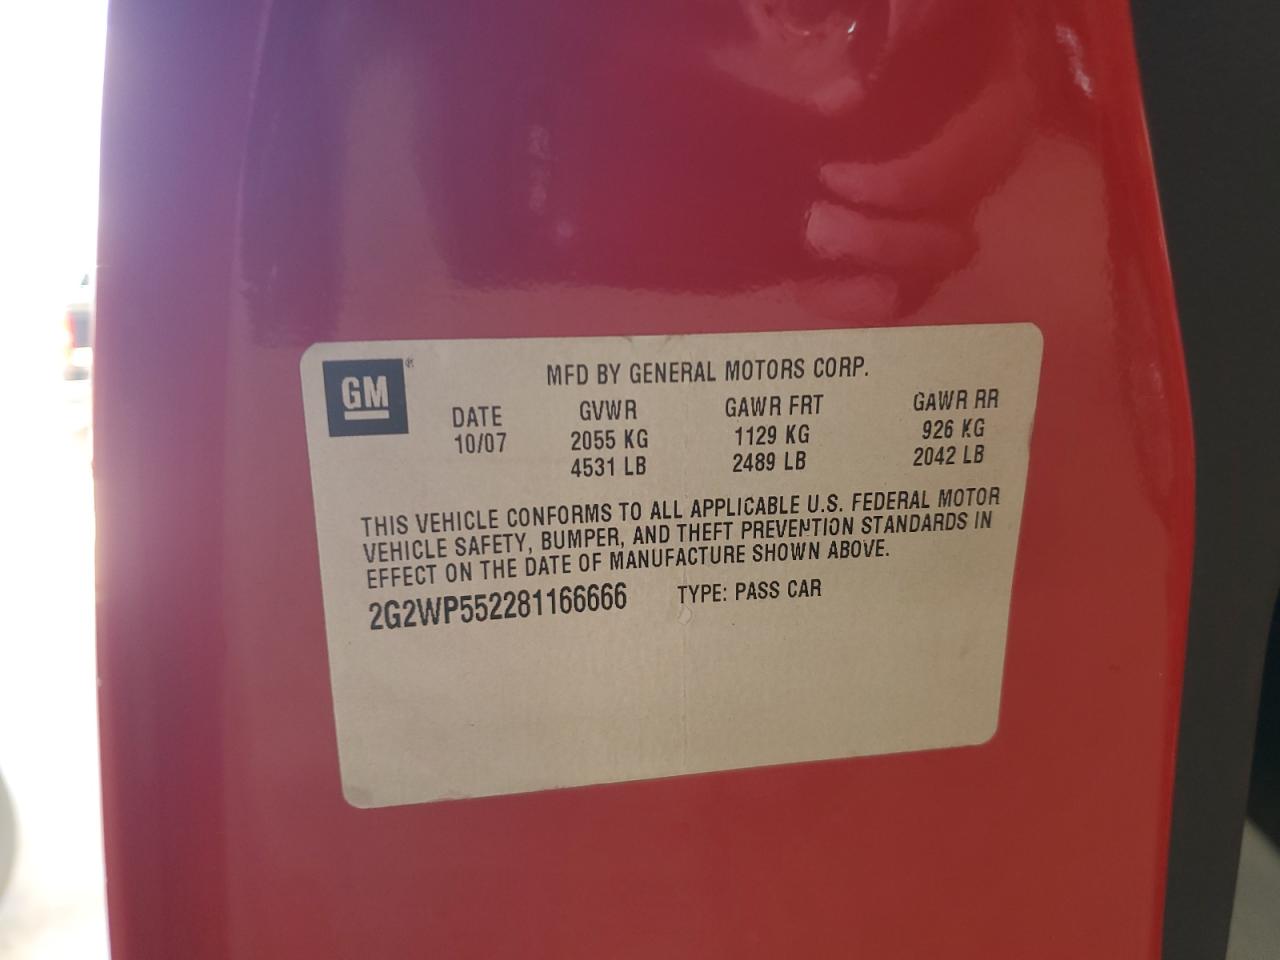 GM ®
MFD BY GENERAL MOTORS CORP.
DATE GVWR GAWR FRT GAWR RR
10/07 2055 KG 1129 KG 926 KG
4531 LB 2489 LB 2042 LB
THIS VEHICLE CONFORMS TO ALL APPLICABLE U.S. FEDERAL MOTOR
VEHICLE SAFETY, BUMPER, AND THEFT PREVENTION STANDARDS IN
EFFECT ON THE DATE OF MANUFACTURE SHOWN ABOVE.
2G2WP552281166666 TYPE: PASS CAR